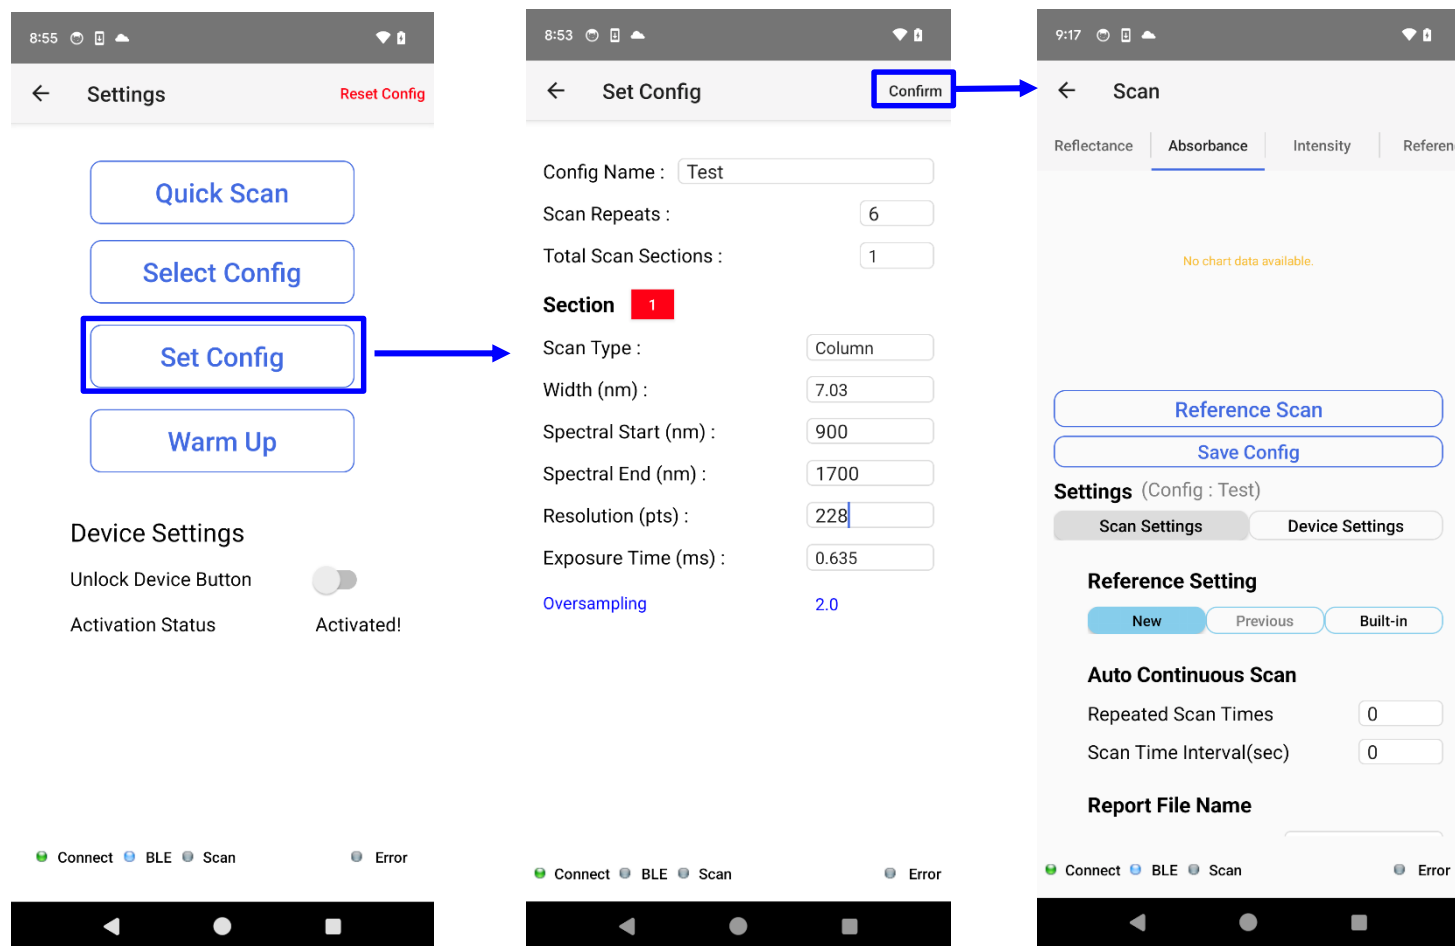 8:55
Settings Reset Config
Quick Scan
Select Config
Set Config
Warm Up
Device Settings
Unlock Device Button
Activation Status Activated!
Connect BLE Scan Error
8:53
Set Config Confirm
Config Name : Test
Scan Repeats : 6
Total Scan Sections : 1
Section 1
Scan Type : Column
Width (nm) : 7.03
Spectral Start (nm) : 900
Spectral End (nm) : 1700
Resolution (pts) : 228
Exposure Time (ms) : 0.635
Oversampling 2.0
Connect BLE Scan Error
9:17
Scan
Reflectance Absorbance Intensity Referen
No chart data available.
Reference Scan
Save Config
Settings (Config : Test)
Scan Settings Device Settings
Reference Setting
New Previous Built-in
Auto Continuous Scan
Repeated Scan Times 0
Scan Time Interval(sec) 0
Report File Name
Connect BLE Scan Error